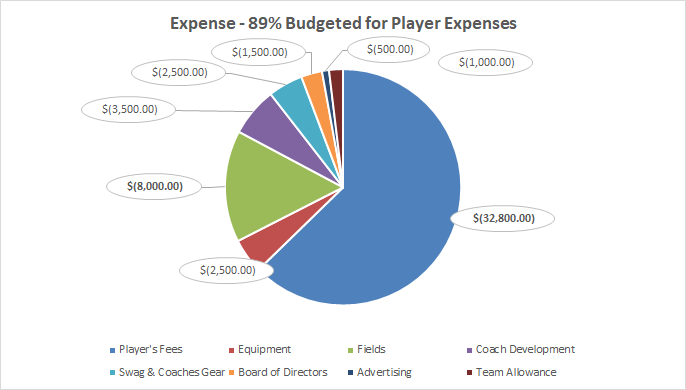 Expense - 89% Budgeted for Player Expenses
$(1,500.00)
$(500.00)
$(1,000.00)
$(2,500.00)
$(3,500.00)
$(8,000.00)
$(32,800.00)
$(2,500.00)
Player's Fees Equipment Fields Coach Development
Swag & Coaches Gear Board of Directors Advertising Team Allowance